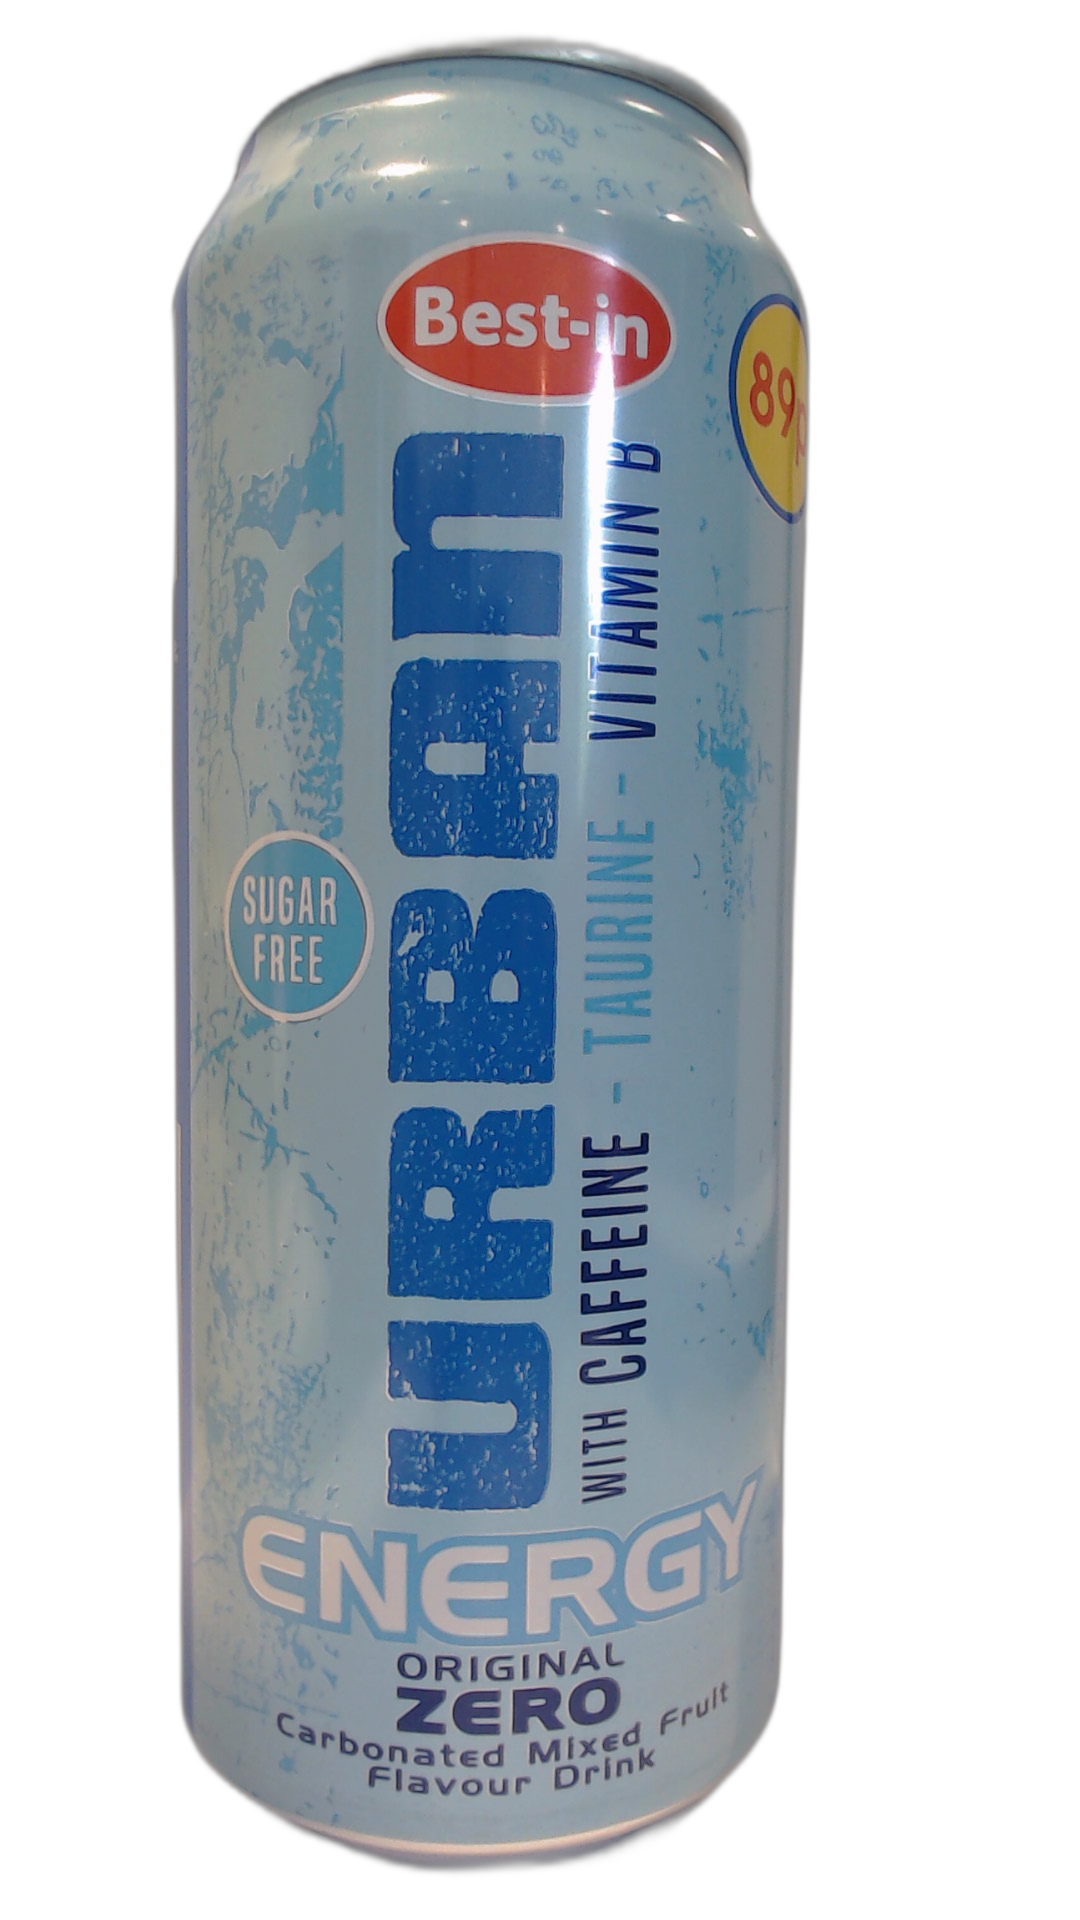 Best-in
89p
URBAN
WITH CAFFEINE - TAURINE - VITAMIN B
SUGAR
FREE
ENERGY
ORIGINAL
ZERO
Carbonated Mixed Fruit
Flavour Drink